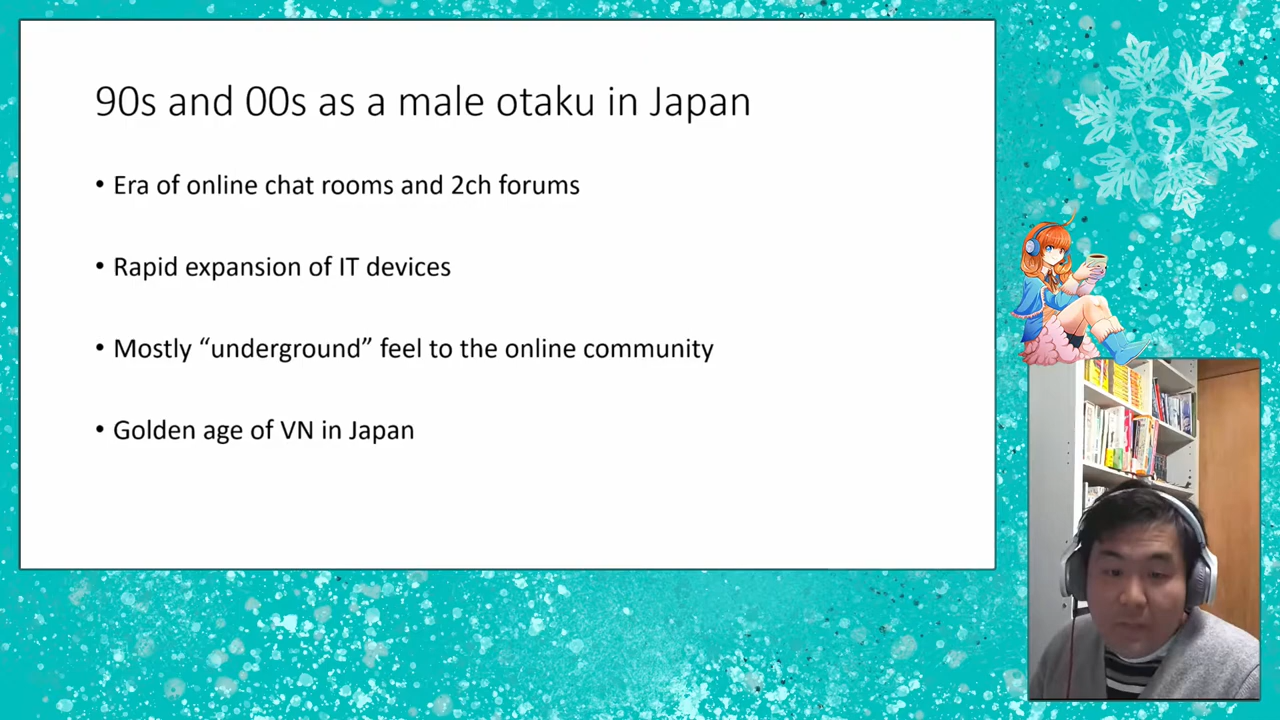 90s and 00s as a male otaku in Japan
• Era of online chat rooms and 2ch forums
• Rapid expansion of IT devices
• Mostly “underground” feel to the online community
• Golden age of VN in Japan